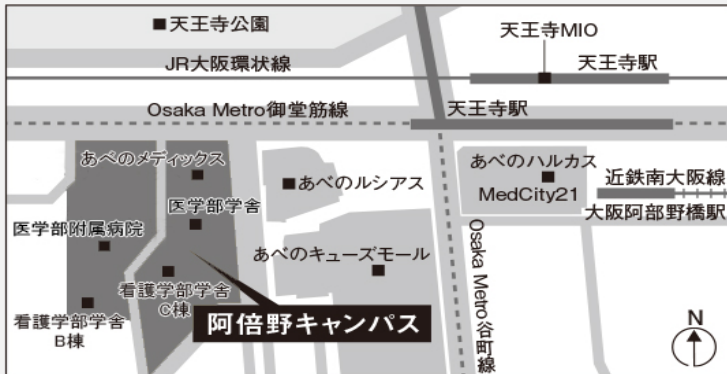 天王寺公園
天王寺MIO
JR大阪環状線
天王寺駅
Osaka Metro御堂筋線
天王寺駅
あべのメディックス
あべのルシアス
あべのハルカス
MedCity21
近鉄南大阪線
大阪阿部野橋駅
医学部学舎
医学部附属病院
あべのキューズモール
看護学部学舎
C棟
看護学部学舎
B棟
阿倍野キャンパス
Osaka Metro谷町線
N